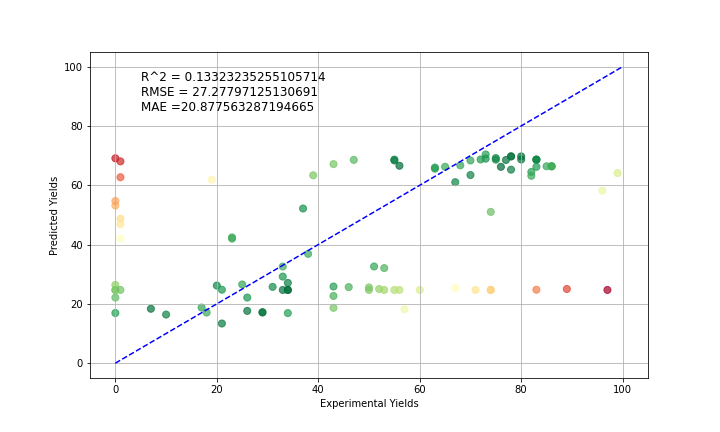 R^2 = 0.13323235255105714
RMSE = 27.27797125130691
MAE =20.877563287194665
100
80
60
40
20
0
Predicted Yields
0 20 40 60 80 100
Experimental Yields